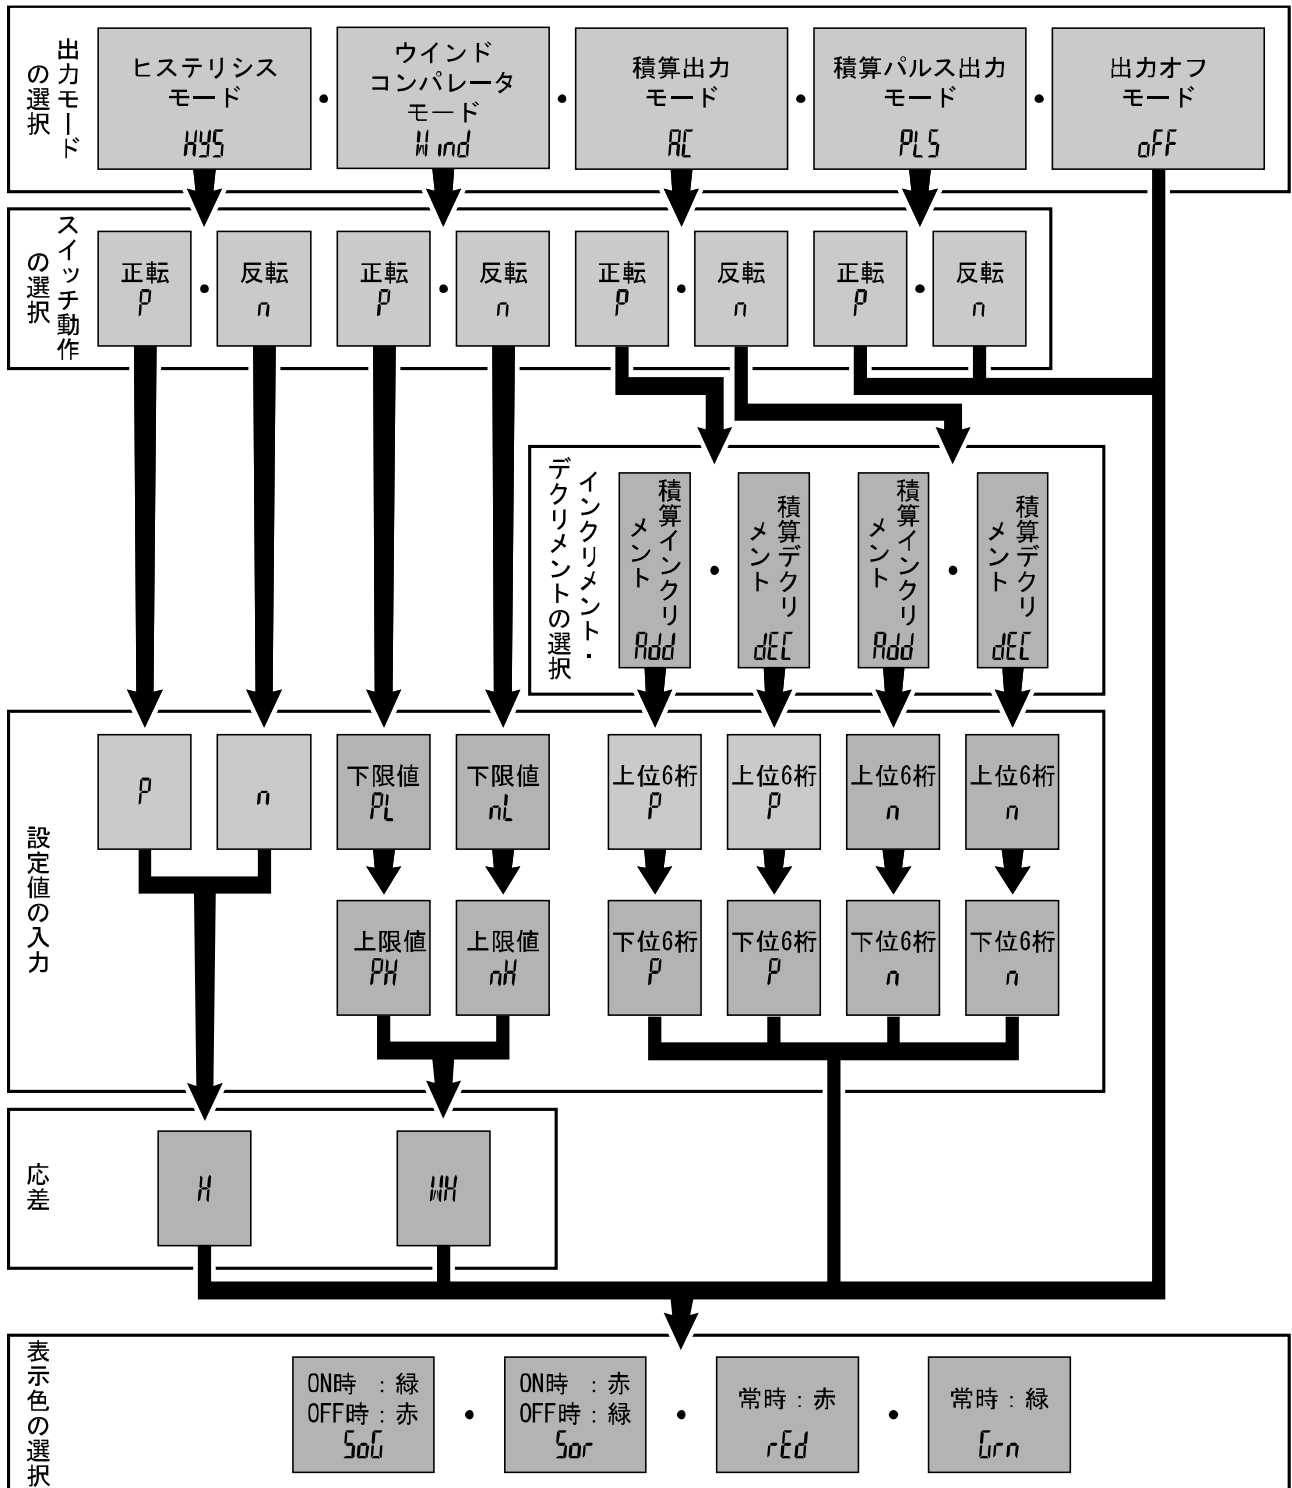 出力モード
の選択
ヒステリシス
モード
HYS
ウインド
コンパレータ
モード
Wind
積算出力
モード
AC
積算パルス出力
モード
PLS
出力オフ
モード
oFF
スイッチ動作
の選択
正転
P
反転
n
正転
P
反転
n
正転
P
反転
n
正転
P
反転
n
インクリメント・
デクリメントの選択
積算インクリ
メント
Add
積算デクリ
メント
dEC
積算インクリ
メント
Add
積算デクリ
メント
dEC
設定値の入力
P
n
下限値
PL
下限値
nL
上位6桁
P
上位6桁
P
上位6桁
n
上位6桁
n
上限値
PH
上限値
nH
下位6桁
P
下位6桁
P
下位6桁
n
下位6桁
n
応差
H
WH
表示色の選択
ON時 ：緑
OFF時：赤
SoG
ON時 ：赤
OFF時：緑
Sor
常時：赤
rEd
常時：緑
Grn